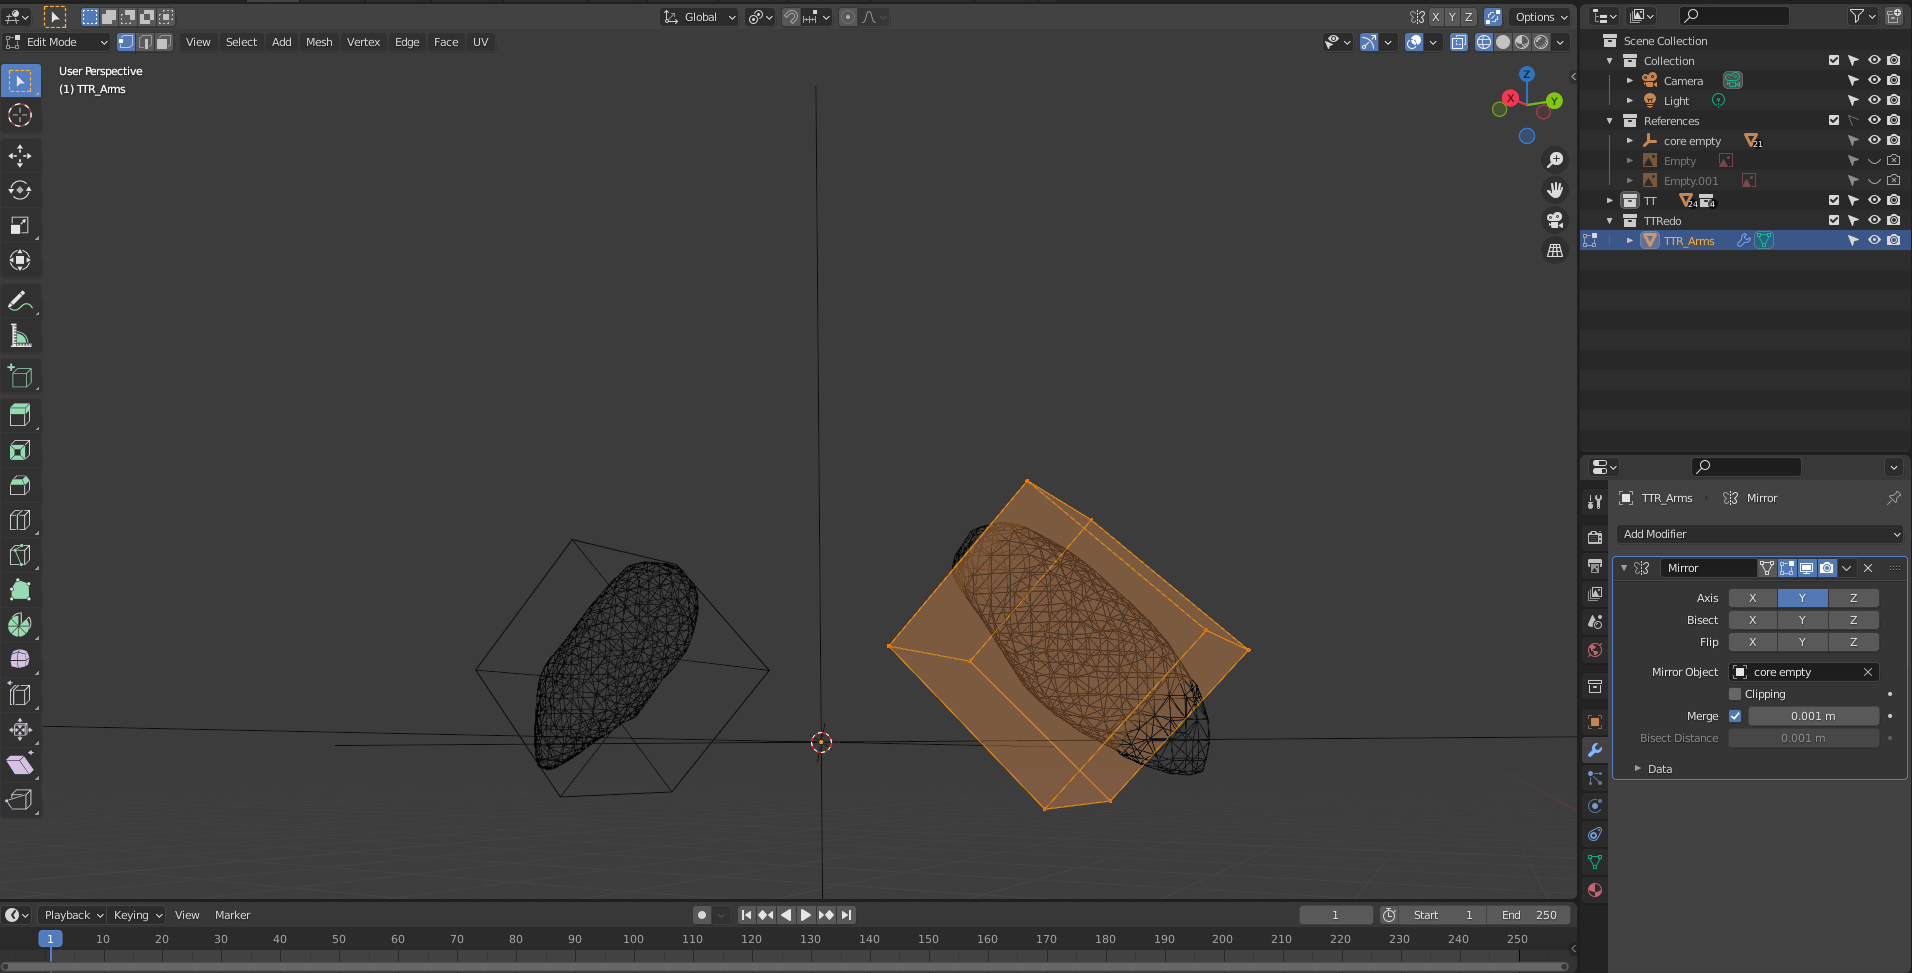 Global
X Y Z
Options
Edit Mode
View Select Add Mesh Vertex Edge Face UV
User Perspective
(1) TTR_Arms
Z
X
Y
Scene Collection
Collection
Camera
Light
References
core empty
21
Empty
Empty.001
TT
24
4
TTRedo
TTR_Arms
TTR_Arms
Mirror
Add Modifier
Mirror
Axis X Y Z
Bisect X Y Z
Flip X Y Z
Mirror Object core empty
Clipping
Merge 0.001 m
Bisect Distance 0.001 m
Data
Playback Keying View Marker
1
Start 1
End 250
1 10 20 30 40 50 60 70 80 90 100 110 120 130 140 150 160 170 180 190 200 210 220 230 240 250